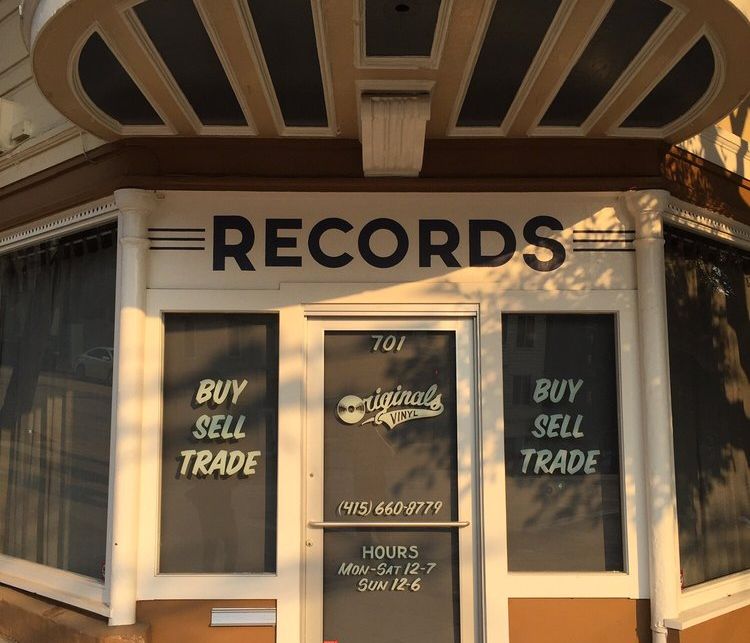 RECORDS
701
Originals
VINYL
BUY
SELL
TRADE
BUY
SELL
TRADE
(415) 660-8779
HOURS
MON-SAT 12-7
SUN 12-6